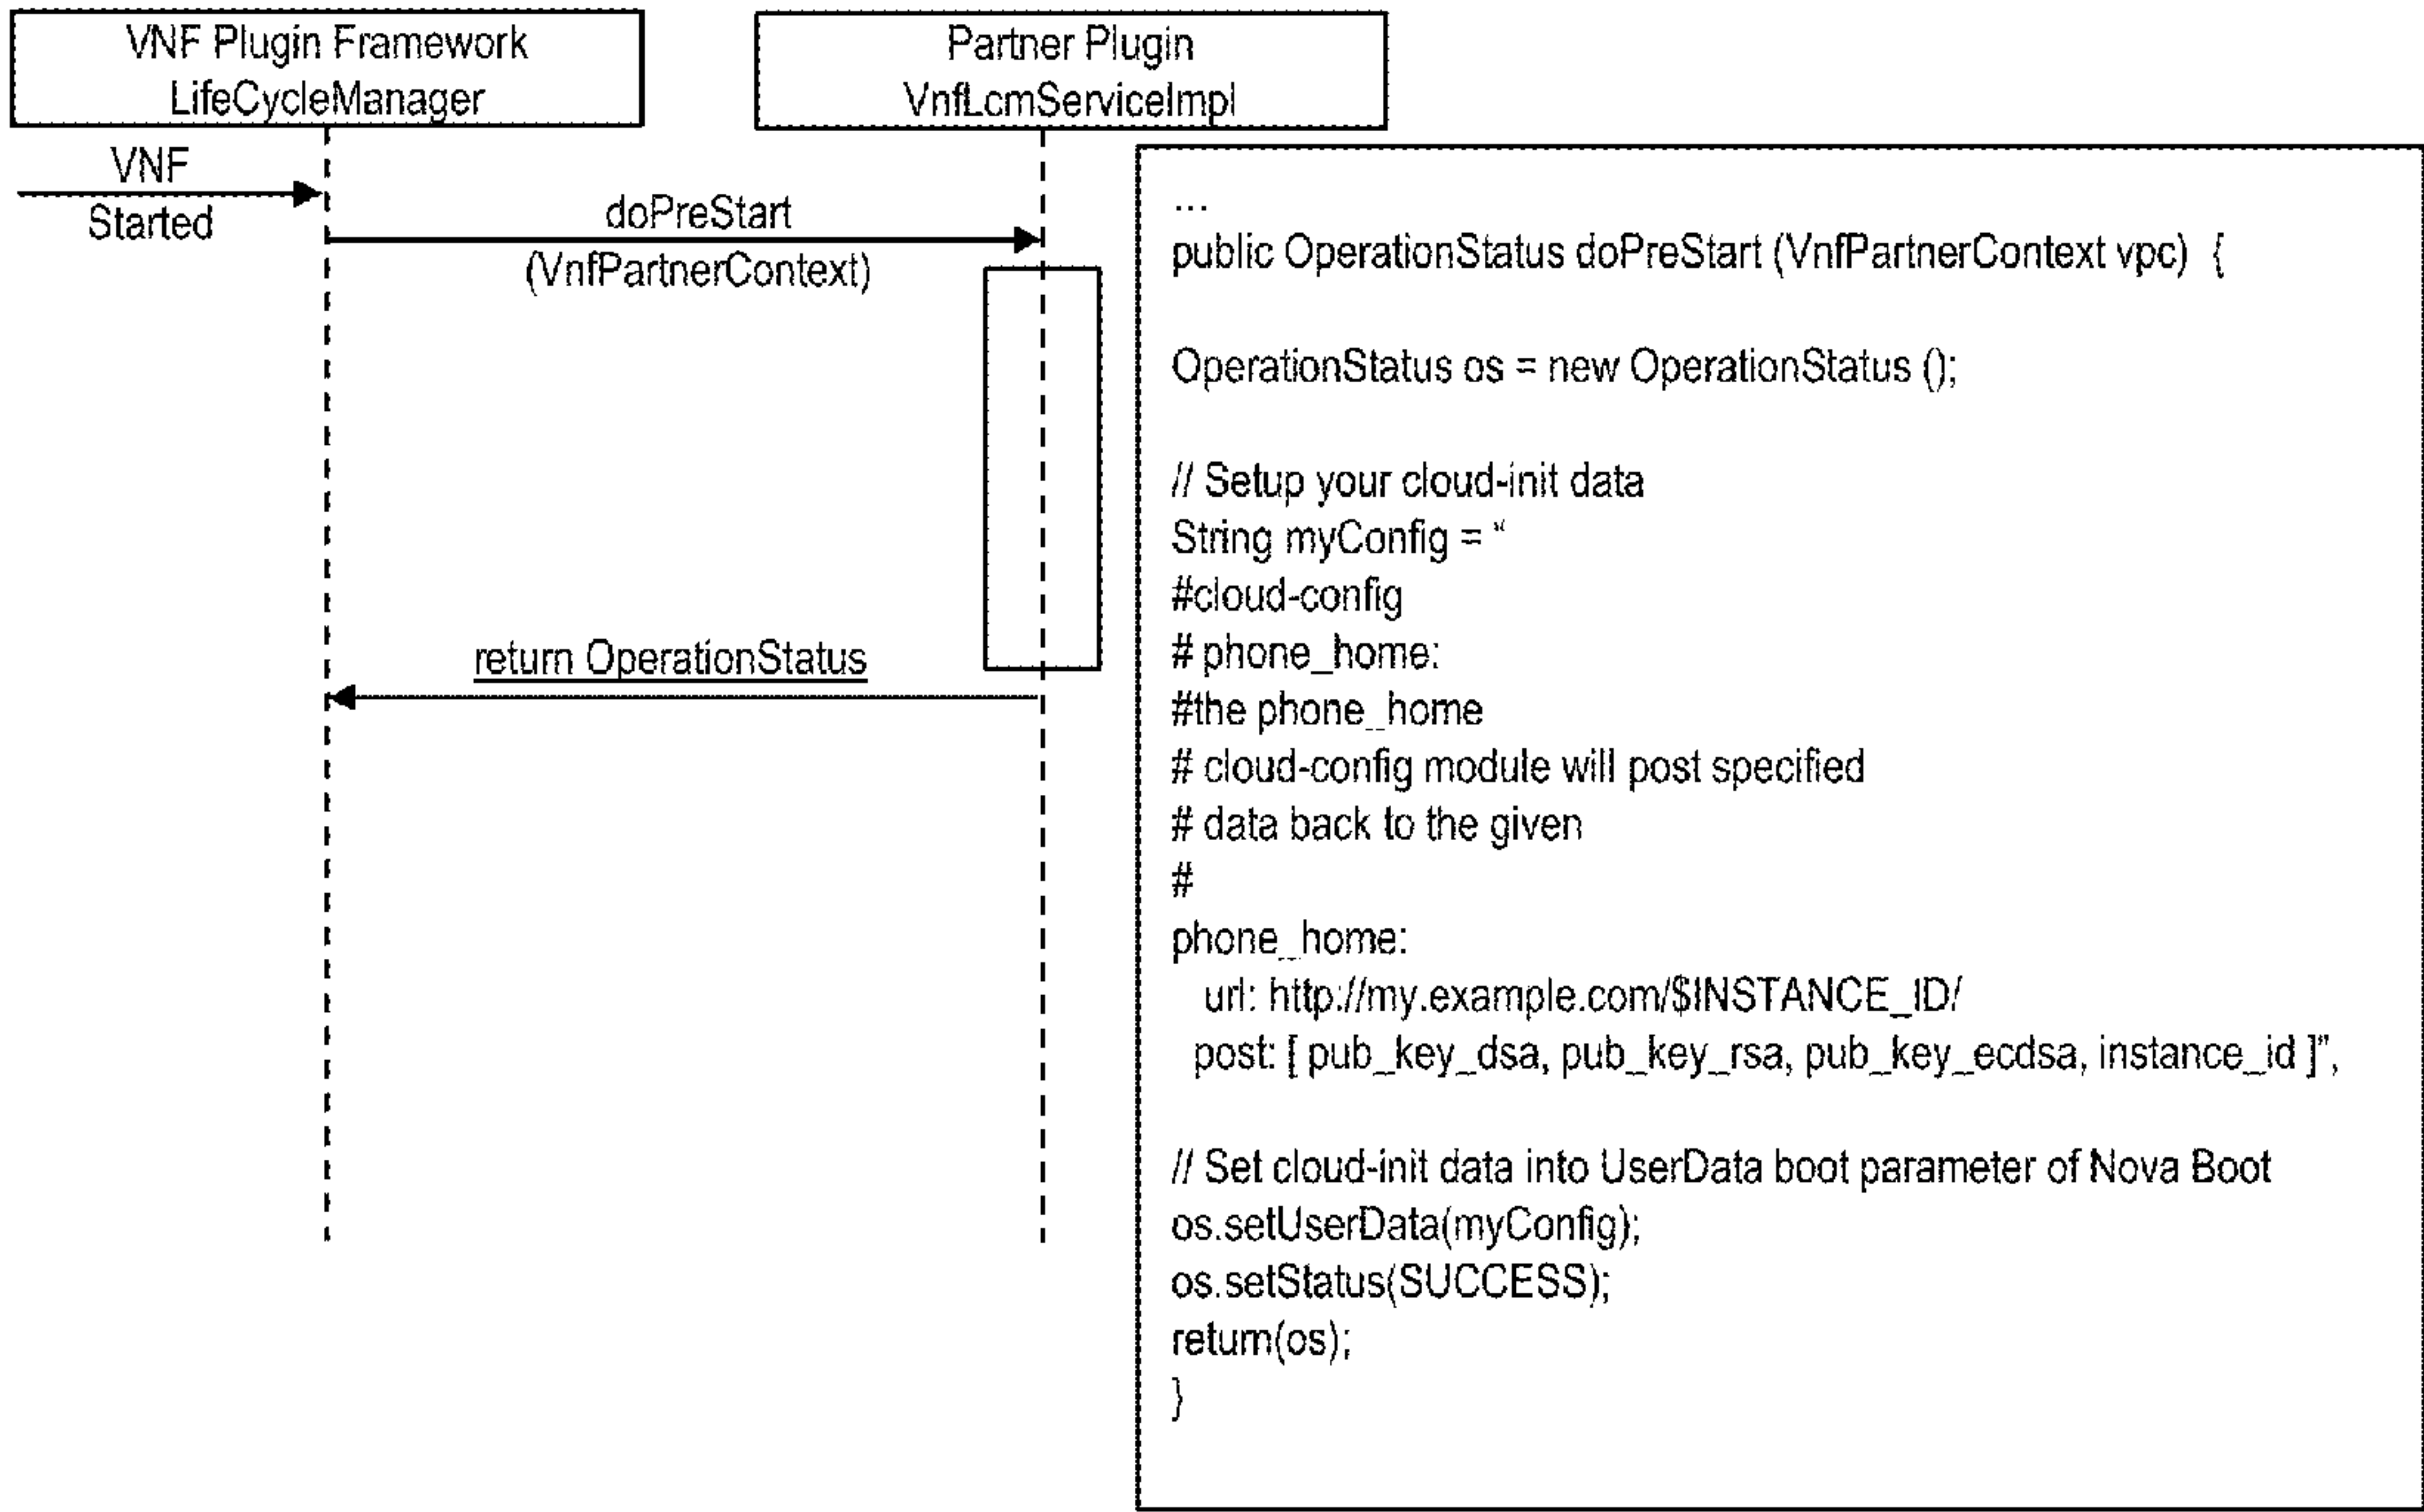 VNF Plugin Framework
LifeCycleManager
Partner Plugin
VnfLcmServiceImpl
VNF
Started
doPreStart
(VnfPartnerContext)
return OperationStatus
...
public OperationStatus doPreStart (VnfPartnerContext vpc) {
OperationStatus os = new OperationStatus ();
// Setup your cloud-init data
String myConfig = “
#cloud-config
# phone_home:
#the phone_home
# cloud-config module will post specified
# data back to the given
#
phone_home:
url: http://my.example.com/$INSTANCE_ID/
post: [ pub_key_dsa, pub_key_rsa, pub_key_ecdsa, instance_id ]”,
// Set cloud-init data into UserData boot parameter of Nova Boot
os.setUserData(myConfig);
os.setStatus(SUCCESS);
return(os);
}